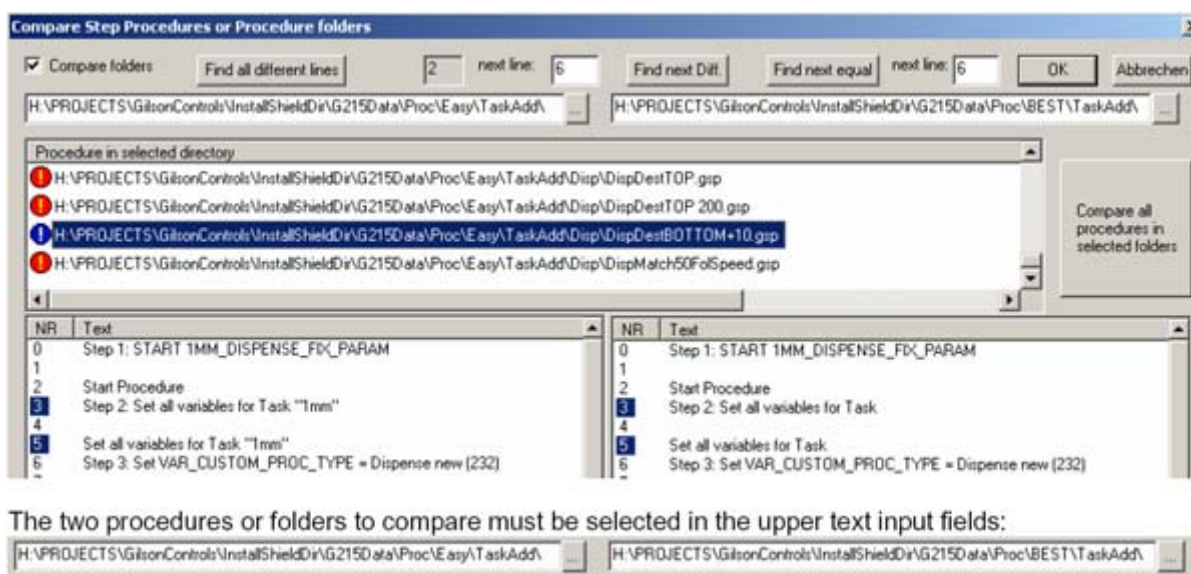 Compare Step Procedures or Procedure folders
Compare folders Find all different lines 2 next line: 6 Find next Diff. Find next equal next line: 6 OK Abbrechen
H:\PROJECTS\GilsonControls\InstallShieldDir\G215Data\Proc\Easy\TaskAdd\ ... H:\PROJECTS\GilsonControls\InstallShieldDir\G215Data\Proc\BEST\TaskAdd\ ...
Procedure in selected directory
H:\PROJECTS\GilsonControls\InstallShieldDir\G215Data\Proc\Easy\TaskAdd\Disp\DispDestTOP.gsp
H:\PROJECTS\GilsonControls\InstallShieldDir\G215Data\Proc\Easy\TaskAdd\Disp\DispDestTOP 200.gsp
H:\PROJECTS\GilsonControls\InstallShieldDir\G215Data\Proc\Easy\TaskAdd\Disp\DispDestBOTTOM+10.gsp
H:\PROJECTS\GilsonControls\InstallShieldDir\G215Data\Proc\Easy\TaskAdd\Disp\DispMatch50FolSpeed.gsp
Compare all
procedures in
selected folders
NR Text
0 Step 1: START 1MM_DISPENSE_FIX_PARAM
1
2 Start Procedure
3 Step 2: Set all variables for Task "1mm"
4
5 Set all variables for Task "1mm"
6 Step 3: Set VAR_CUSTOM_PROC_TYPE = Dispense new (232)
NR Text
0 Step 1: START 1MM_DISPENSE_FIX_PARAM
1
2 Start Procedure
3 Step 2: Set all variables for Task
4
5 Set all variables for Task
6 Step 3: Set VAR_CUSTOM_PROC_TYPE = Dispense new (232)
The two procedures or folders to compare must be selected in the upper text input fields:
H:\PROJECTS\GilsonControls\InstallShieldDir\G215Data\Proc\Easy\TaskAdd\ ... H:\PROJECTS\GilsonControls\InstallShieldDir\G215Data\Proc\BEST\TaskAdd\ ...